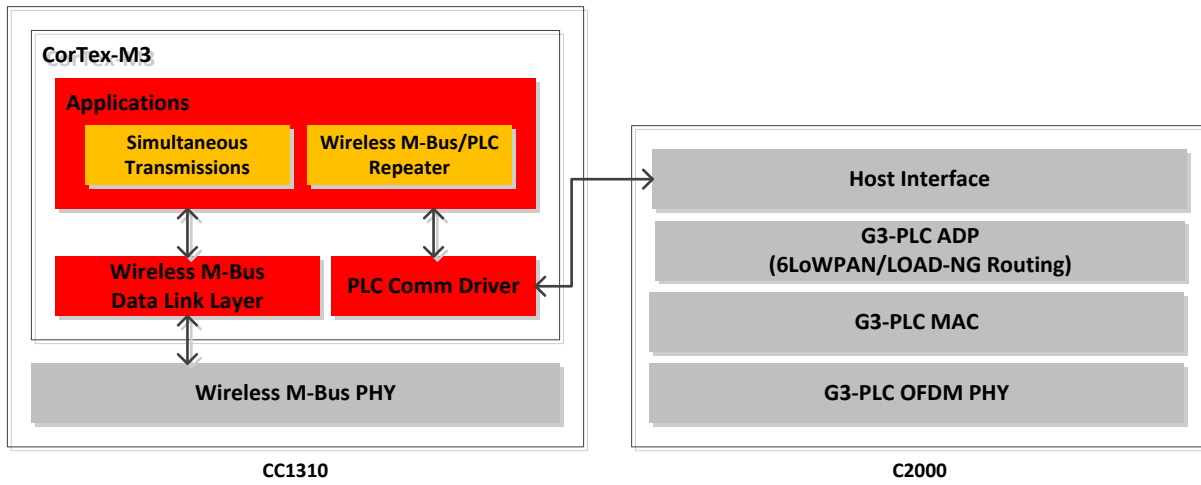 CorTex-M3
Applications
Simultaneous
Transmissions
Wireless M-Bus/PLC
Repeater
Wireless M-Bus
Data Link Layer
PLC Comm Driver
Wireless M-Bus PHY
CC1310
Host Interface
G3-PLC ADP
(6LoWPAN/LOAD-NG Routing)
G3-PLC MAC
G3-PLC OFDM PHY
C2000